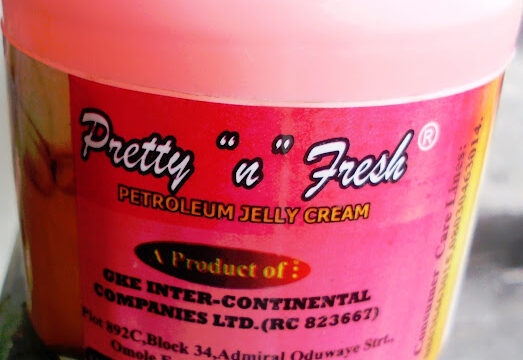 Pretty "n" Fresh®
PETROLEUM JELLY CREAM
A Product of :
GKE INTER-CONTINENTAL
COMPANIES LTD.(RC 823667)
Plot 892C,Block 34,Admiral Oduwaye Strt.,
Omole
Consumer Care Lines: